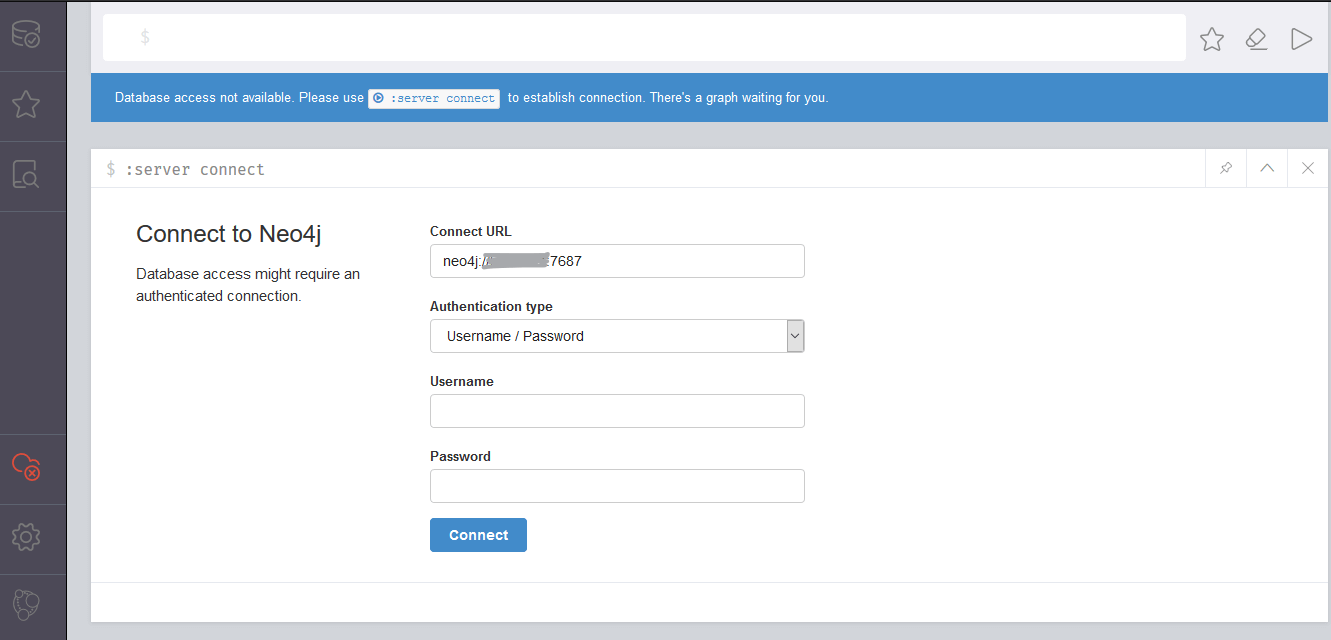 $
Database access not available. Please use :server connect to establish connection. There's a graph waiting for you.
$ :server connect
Connect to Neo4j
Database access might require an
authenticated connection.
Connect URL
neo4j:/ 7687
Authentication type
Username / Password
Username
Password
Connect